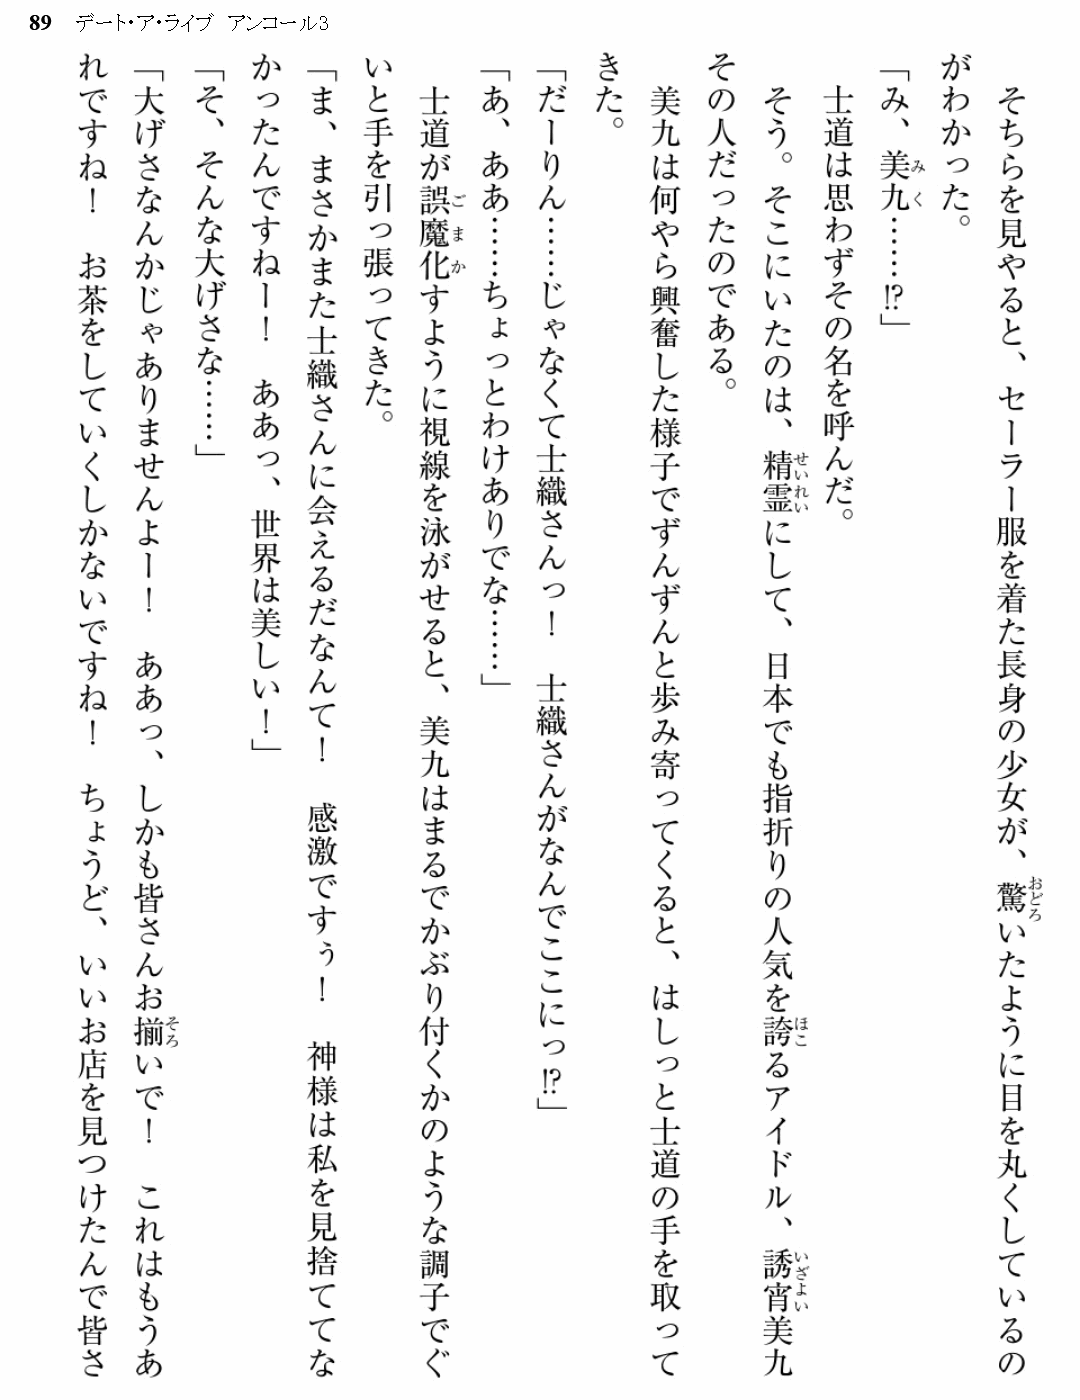 89 デート・ア・ライブ アンコール3
そちらを見やると、セーラー服を着た長身の少女が、驚いたように目を丸くしているの
がわかった。
「み、美九……⁉」
士道は思わずその名を呼んだ。
そう。そこにいたのは、精霊にして、日本でも指折りの人気を誇るアイドル、誘宵美九
その人だったのである。
美九は何やら興奮した様子でずんずんと歩み寄ってくると、はしっと士道の手を取って
きた。
「だーりん……じゃなくて士織さんっ！　士織さんがなんでここにっ⁉」
「あ、ああ……ちょっとわけありでな……」
士道が誤魔化すように視線を泳がせると、美九はまるでかぶり付くかのような調子でぐ
いと手を引っ張ってきた。
「ま、まさかまた士織さんに会えるだなんて！　感激ですぅ！　神様は私を見捨ててな
かったんですねー！　ああっ、世界は美しい！」
「そ、そんな大げさな……」
「大げさなんかじゃありませんよー！　ああっ、しかも皆さんお揃いで！　これはもうあ
れですね！　お茶をしていくしかないですね！　ちょうど、いいお店を見つけたんで皆さ